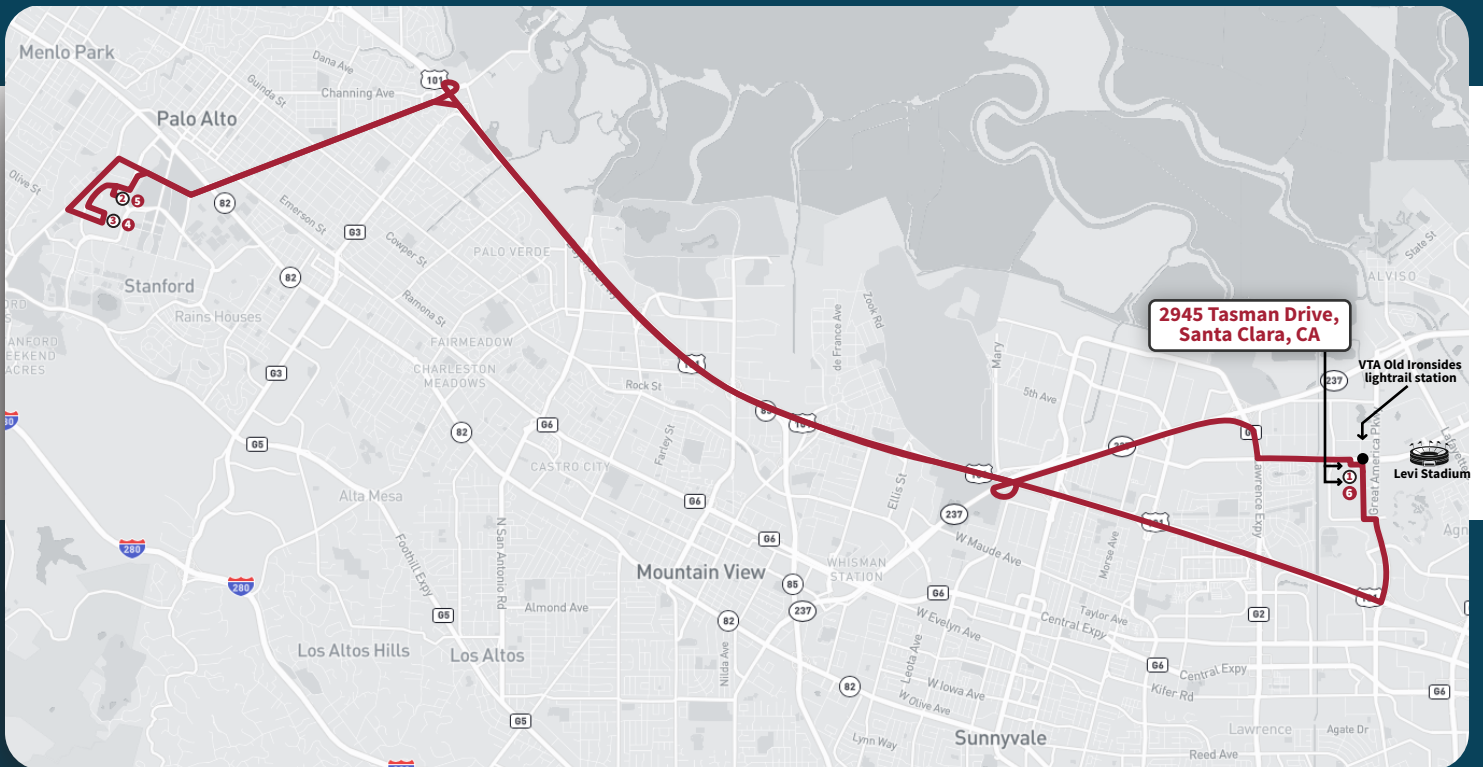 Menlo Park
Dana Ave
101
Guinda St
Channing Ave
Palo Alto
Olive St
2
5
82
3
4
Emerson St
G3
Cowper St
PALO VERDE
State St
ALVISO
Stanford
82
Ramona St
Zook Rd
Rains Houses
de France Ave
2945 Tasman Drive,
Santa Clara, CA
FAIRMEADOW
Mary
VTA Old Ironsides
lightrail station
EEKEND
ACRES
G3
CHARLESTON
MEADOWS
Rock St
237
5th Ave
82
G6
Farley St
G5
CASTRO CITY
Great America Pkwy
Levi Stadium
1
6
Alta Mesa
G6
Ellis St
237
awrence Expy
N San Antonio Rd
Foothill Expy
G6
W Maude Ave
Morse Ave
280
280
Mountain View
85
WHISMAN
STATION
G6
Almond Ave
237
G5
82
W Evelyn Ave
Taylor Ave
Central Expy
G2
Los Altos Hills
Los Altos
Nilda Ave
Leota Ave
G6
Central Expy
Kifer Rd
82
W Iowa Ave
W Olive Ave
G6
G5
Lynn Way
Sunnyvale
Lawrence
Agate Dr
Reed Ave